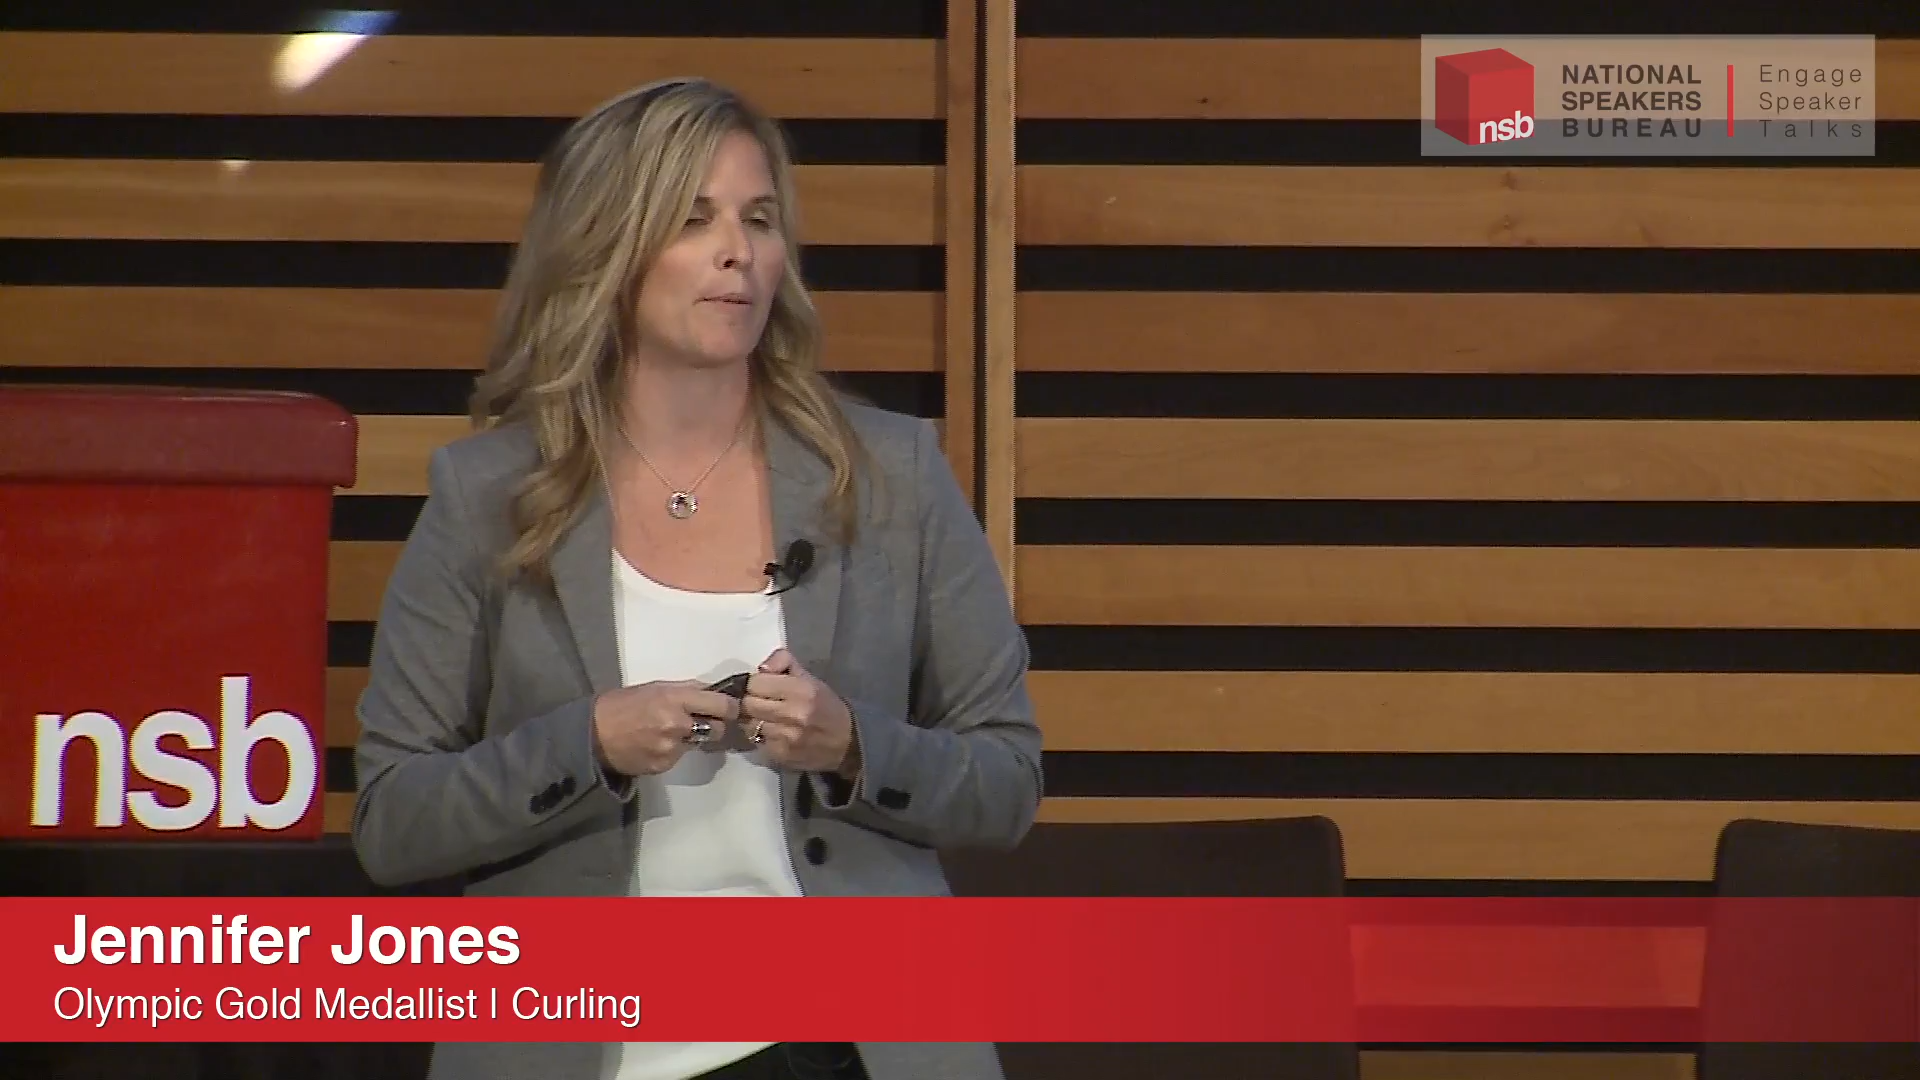 nsb
NATIONAL
SPEAKERS
BUREAU
Engage
Speaker
Talks
nsb
Jennifer Jones
Olympic Gold Medallist | Curling